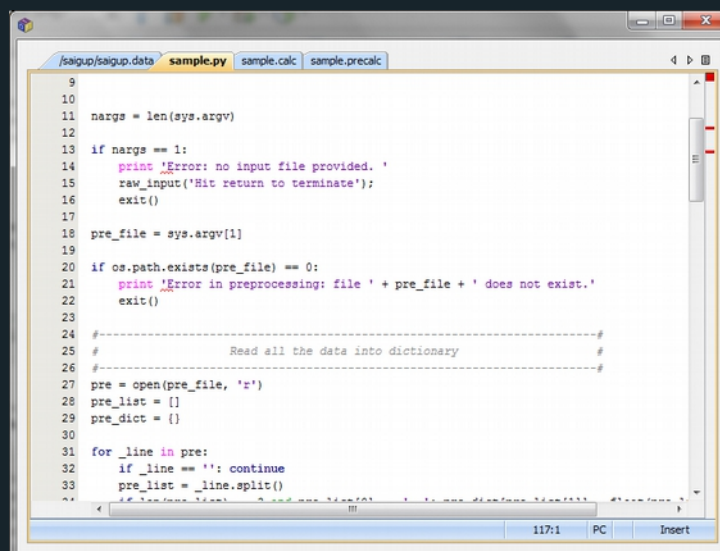 /saigup/saigup.data sample.py sample.calc sample.precalc
9
10
11 nargs = len(sys.argv)
12
13 if nargs == 1:
14     print 'Error: no input file provided. '
15     raw_input('Hit return to terminate');
16     exit()
17
18 pre_file = sys.argv[1]
19
20 if os.path.exists(pre_file) == 0:
21     print 'Error in preprocessing: file ' + pre_file + ' does not exist.'
22     exit()
23
24 #---------------------------------------------------------------------------#
25 #                    Read all the data into dictionary                      #
26 #---------------------------------------------------------------------------#
27 pre = open(pre_file, 'r')
28 pre_list = []
29 pre_dict = {}
30
31 for _line in pre:
32     if _line == '': continue
33     pre_list = _line.split()
117:1 PC Insert